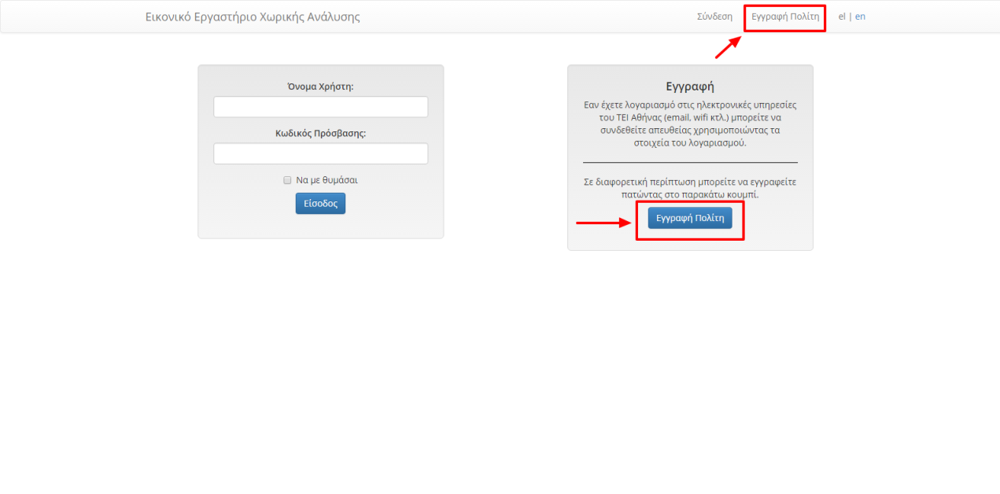 Εικονικό Εργαστήριο Χωρικής Ανάλυσης
Σύνδεση
Εγγραφή Πολίτη
el | en
Όνομα Χρήστη:
Κωδικός Πρόσβασης:
Να με θυμάσαι
Είσοδος
Εγγραφή
Εαν έχετε λογαριασμό στις ηλεκτρονικές υπηρεσίες
του ΤΕΙ Αθήνας (email, wifi κτλ.) μπορείτε να
συνδεθείτε απευθείας χρησιμοποιώντας τα
στοιχεία του λογαριασμού.
Σε διαφορετική περίπτωση μπορείτε να εγγραφείτε
πατώντας στο παρακάτω κουμπί.
Εγγραφή Πολίτη